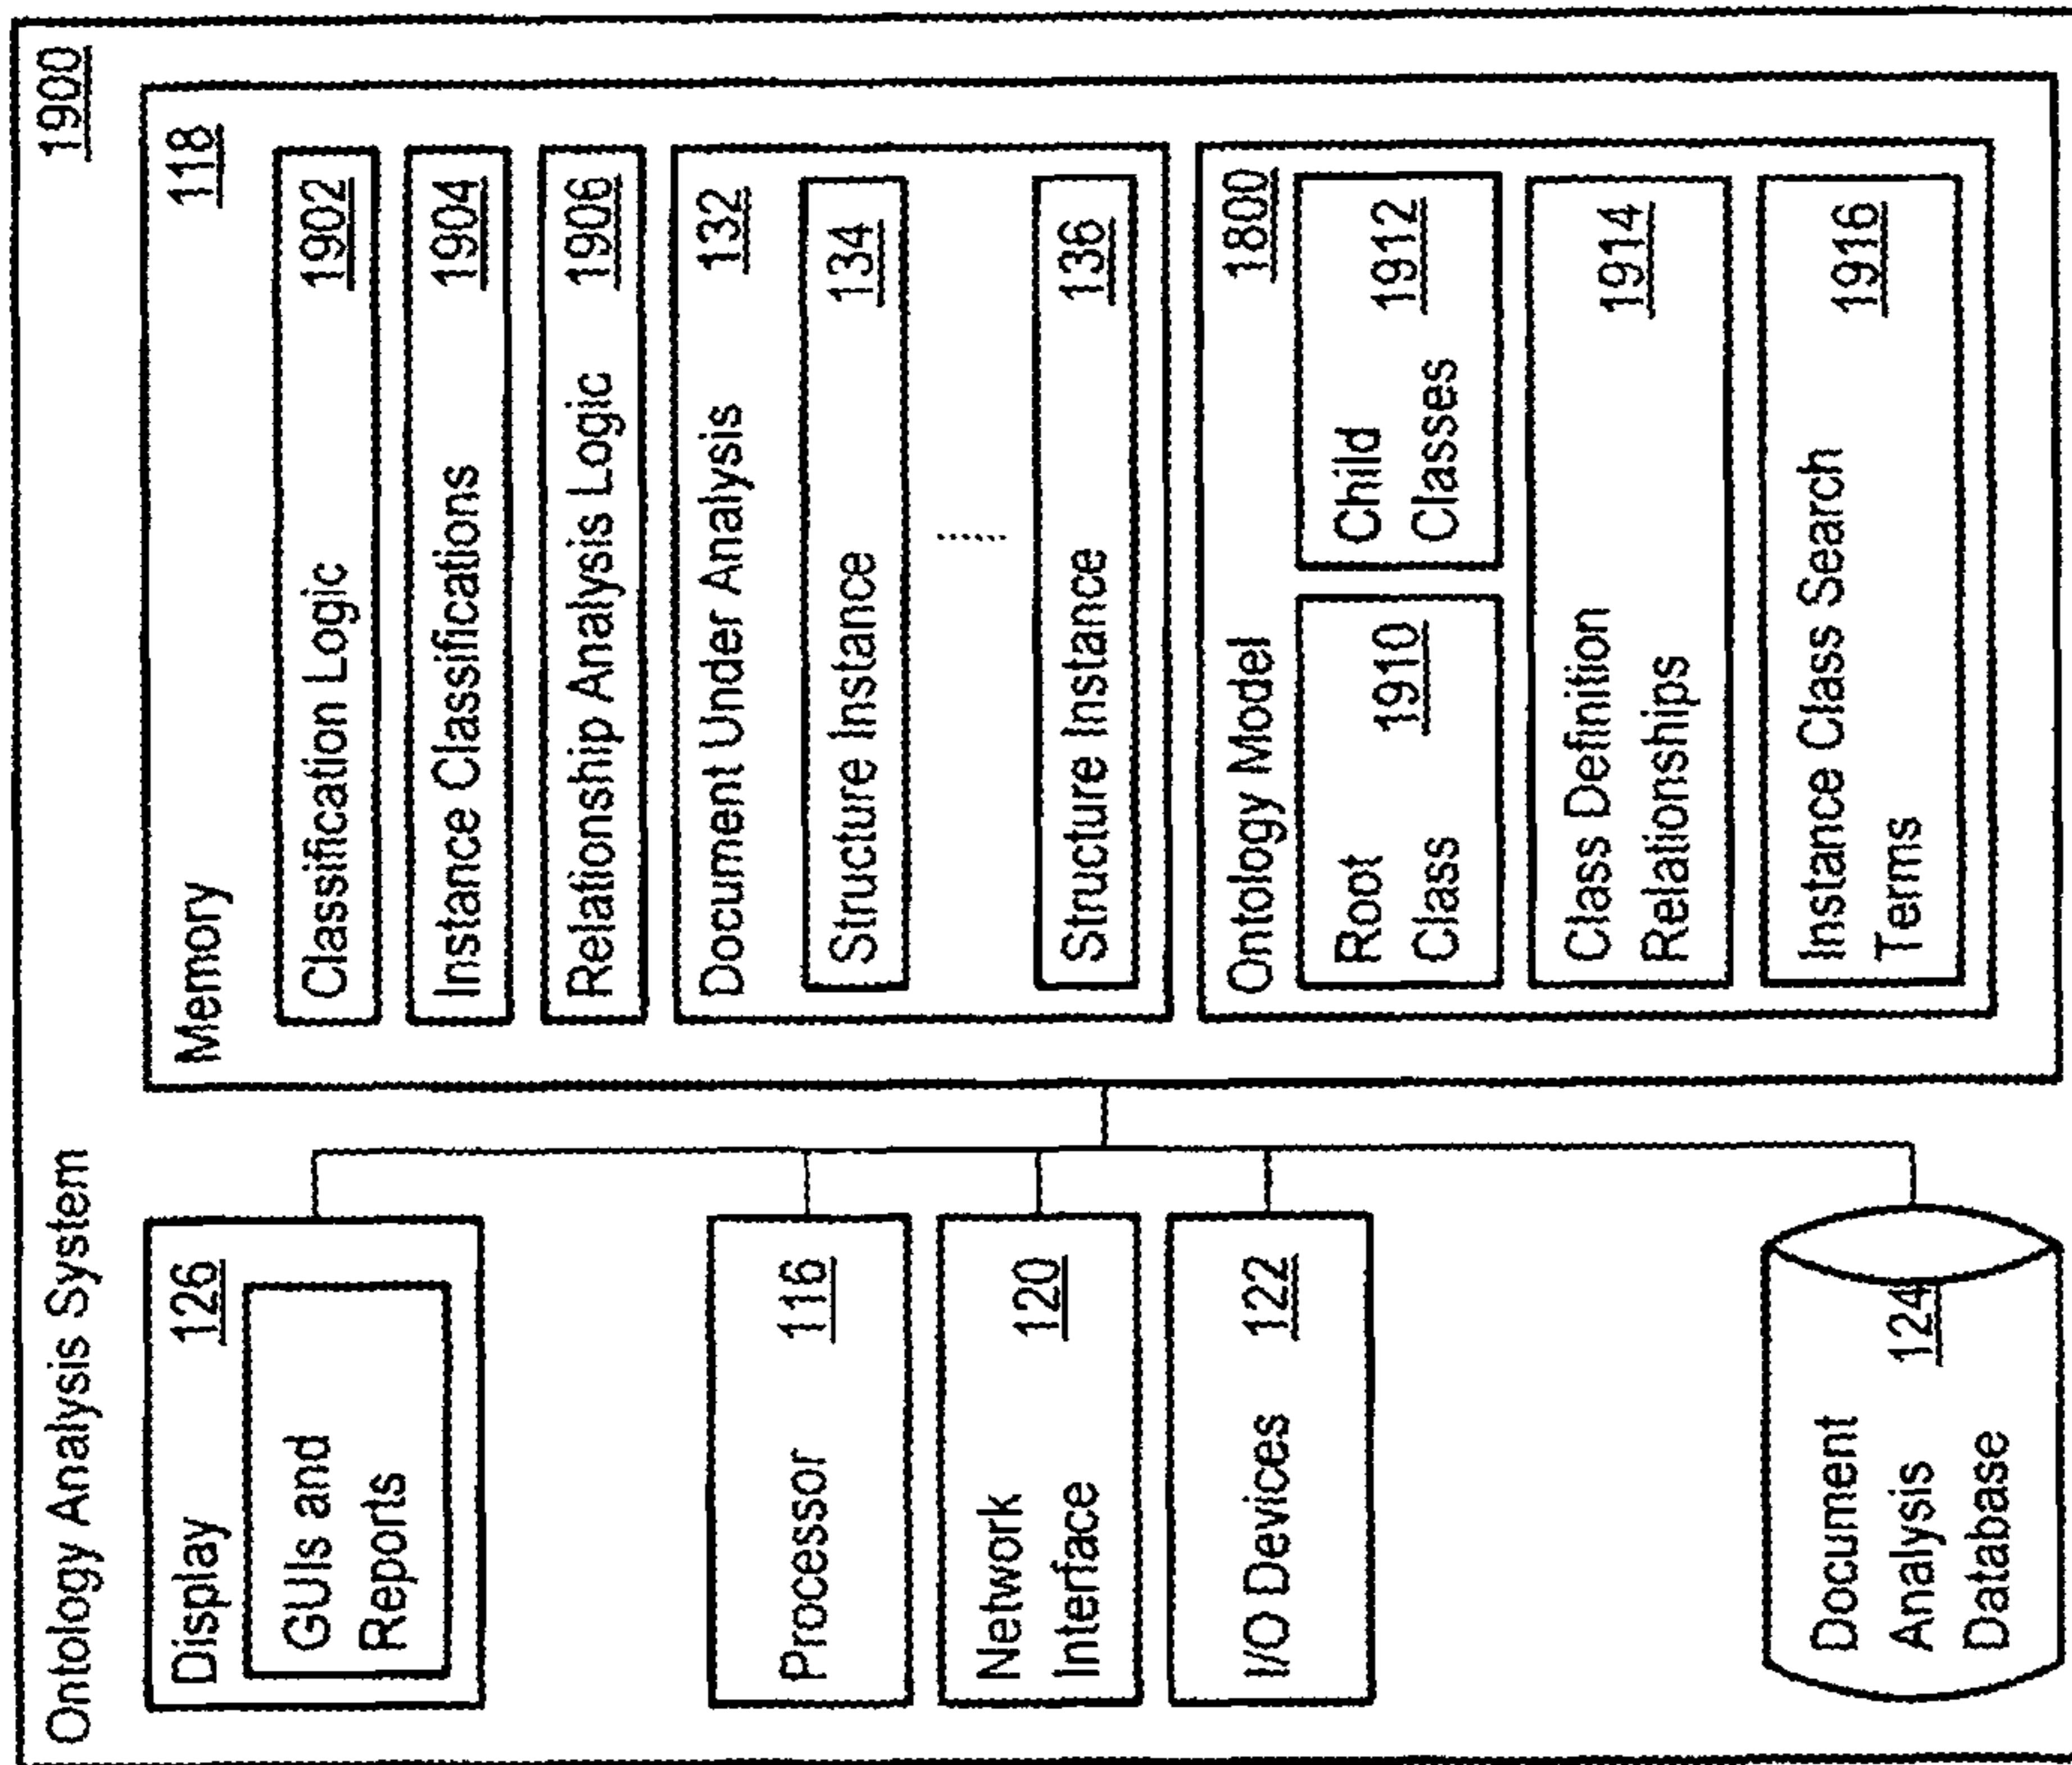 Ontology Analysis System
1900
Display 126
GUIs and
Reports
Processor 116
Network
Interface 120
I/O Devices 122
Document
Analysis 124
Database
Memory 118
Classification Logic 1902
Instance Classifications 1904
Relationship Analysis Logic 1906
Document Under Analysis 132
Structure Instance 134
......
Structure Instance 136
Ontology Model 1800
Root
Class 1910
Child
Classes 1912
Class Definition
Relationships 1914
Instance Class Search
Terms 1916